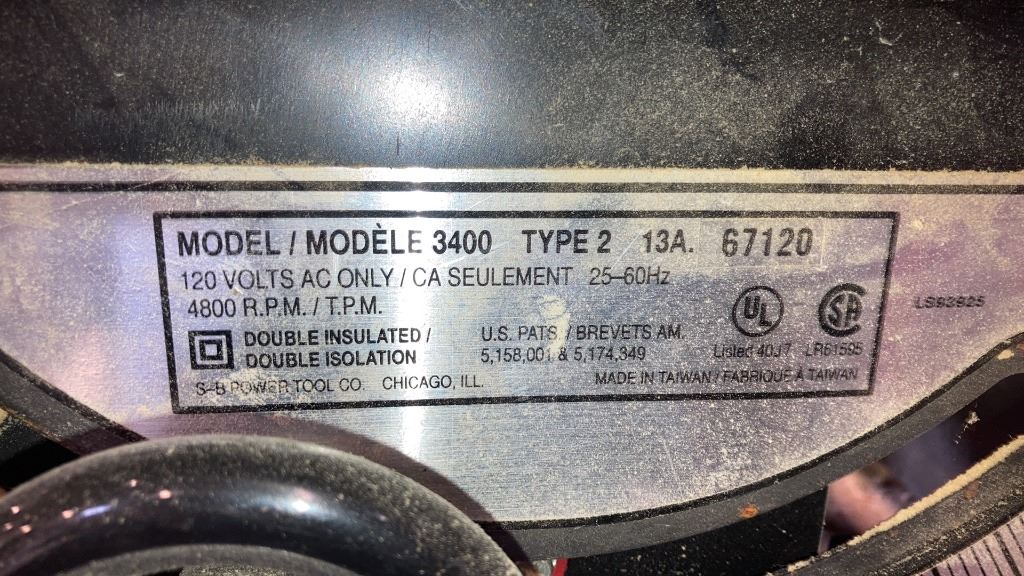 MODEL / MODÈLE 3400 TYPE 2 13A. 67120
120 VOLTS AC ONLY / CA SEULEMENT 25-60Hz
4800 R.P.M. / T.P.M.
DOUBLE INSULATED /
DOUBLE ISOLATION
U.S. PATS / BREVETS AM.
5,158,001 & 5,174,349
UL
Listed 40J7
SA
LR61595
S-B POWER TOOL CO. CHICAGO, ILL.
MADE IN TAIWAN / FABRIQUÉ À TAIWAN